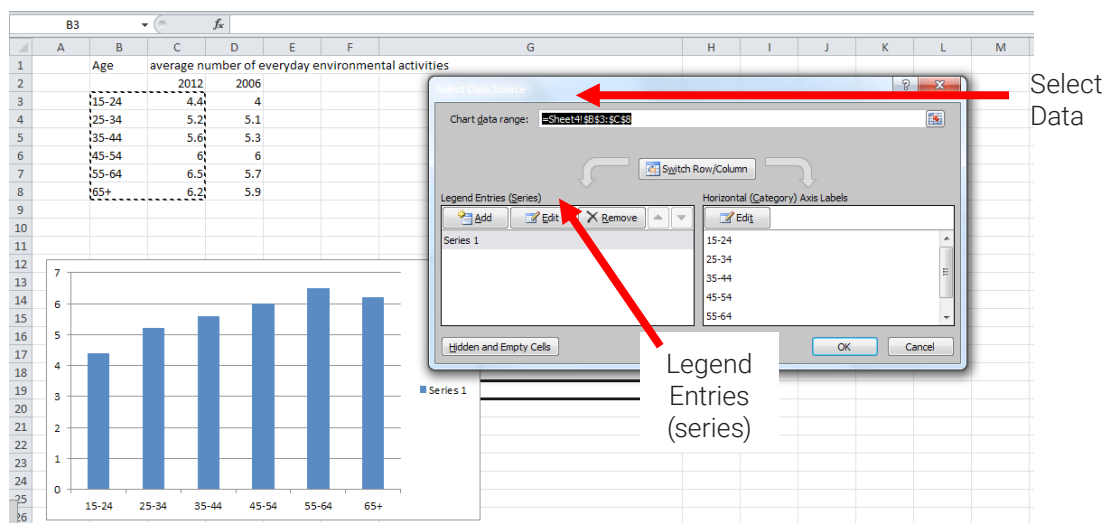 B3 fx
A B C D E F G H I J K L M
1 Age average number of everyday environmental activities
2 2012 2006
3 15-24 4.4 4
4 25-34 5.2 5.1
5 35-44 5.6 5.3
6 45-54 6 6
7 55-64 6.5 5.7
8 65+ 6.2 5.9
9
10
11
12
13
14
15
16
17
18
19
20
21
22
23
24
25
26
Select Data Source ?
Chart data range: =Sheet4!$B$3:$C$8
Switch Row/Column
Legend Entries (Series) Horizontal (Category) Axis Labels
Add Edit Remove Edit
Series 1 15-24
25-34
35-44
45-54
55-64
Hidden and Empty Cells OK Cancel
Select
Data
Legend
Entries
(series)
7
6
5
4
3
2
1
0
15-24 25-34 35-44 45-54 55-64 65+
Series 1